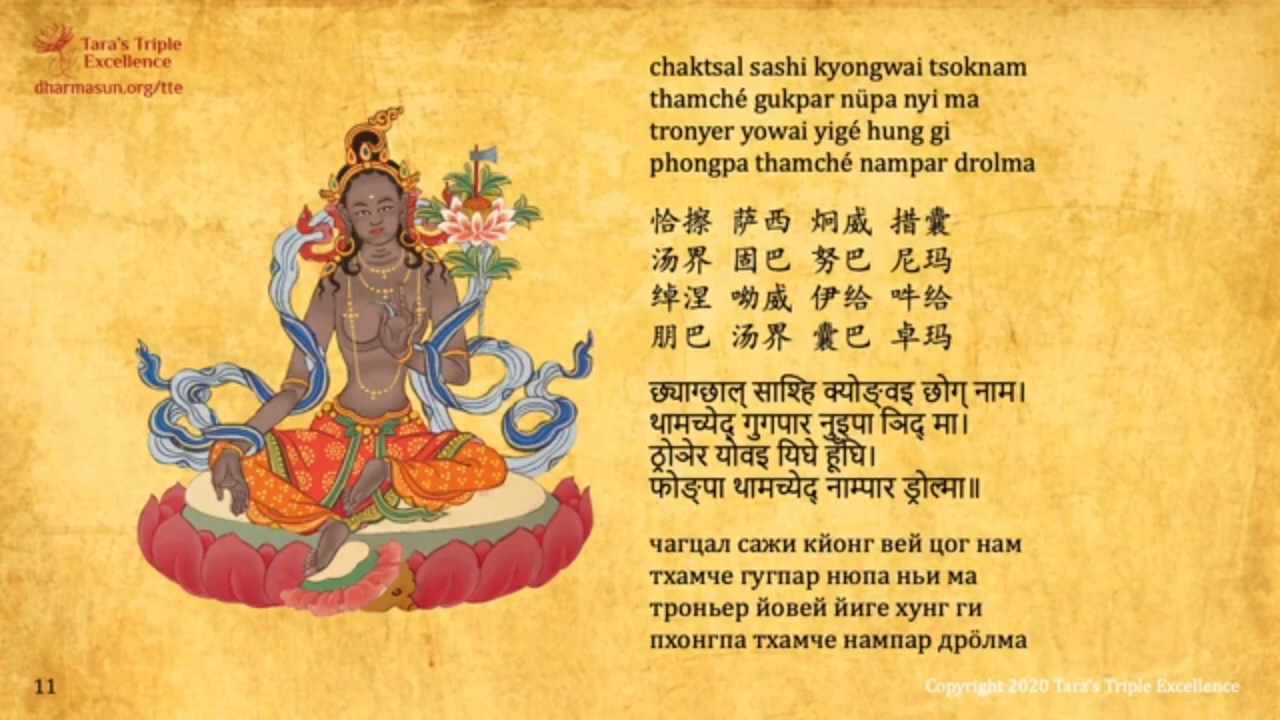 Tara's Triple
Excellence
dharmasun.org/tte
chaktsal sashi kyongwai tsoknam
thamché gukpar nüpa nyi ma
tronyer yowai yigé hung gi
phongpa thamché nampar drolma
恰擦 萨西 炯威 措囊
汤界 固巴 努巴 尼玛
绰涅 呦威 伊给 吽给
朋巴 汤界 囊巴 卓玛
छ्याग्छाल् साश्हि क्योङ्वइ छोग् नाम।
थामच्येद् गुगपार नुइपा ञिद् मा।
ठ्रोञेर योवइ यिघे हूँघि।
फोङ्पा थामच्येद् नाम्पार ड्रोल्मा॥
чагцал сажи кйонг вей цог нам
тхамче гугпар нюпа ньи ма
троньер йовей йиге хунг ги
пхонгпа тхамче нампар дрöлма
11
Copyright 2020 Tara's Triple Excellence